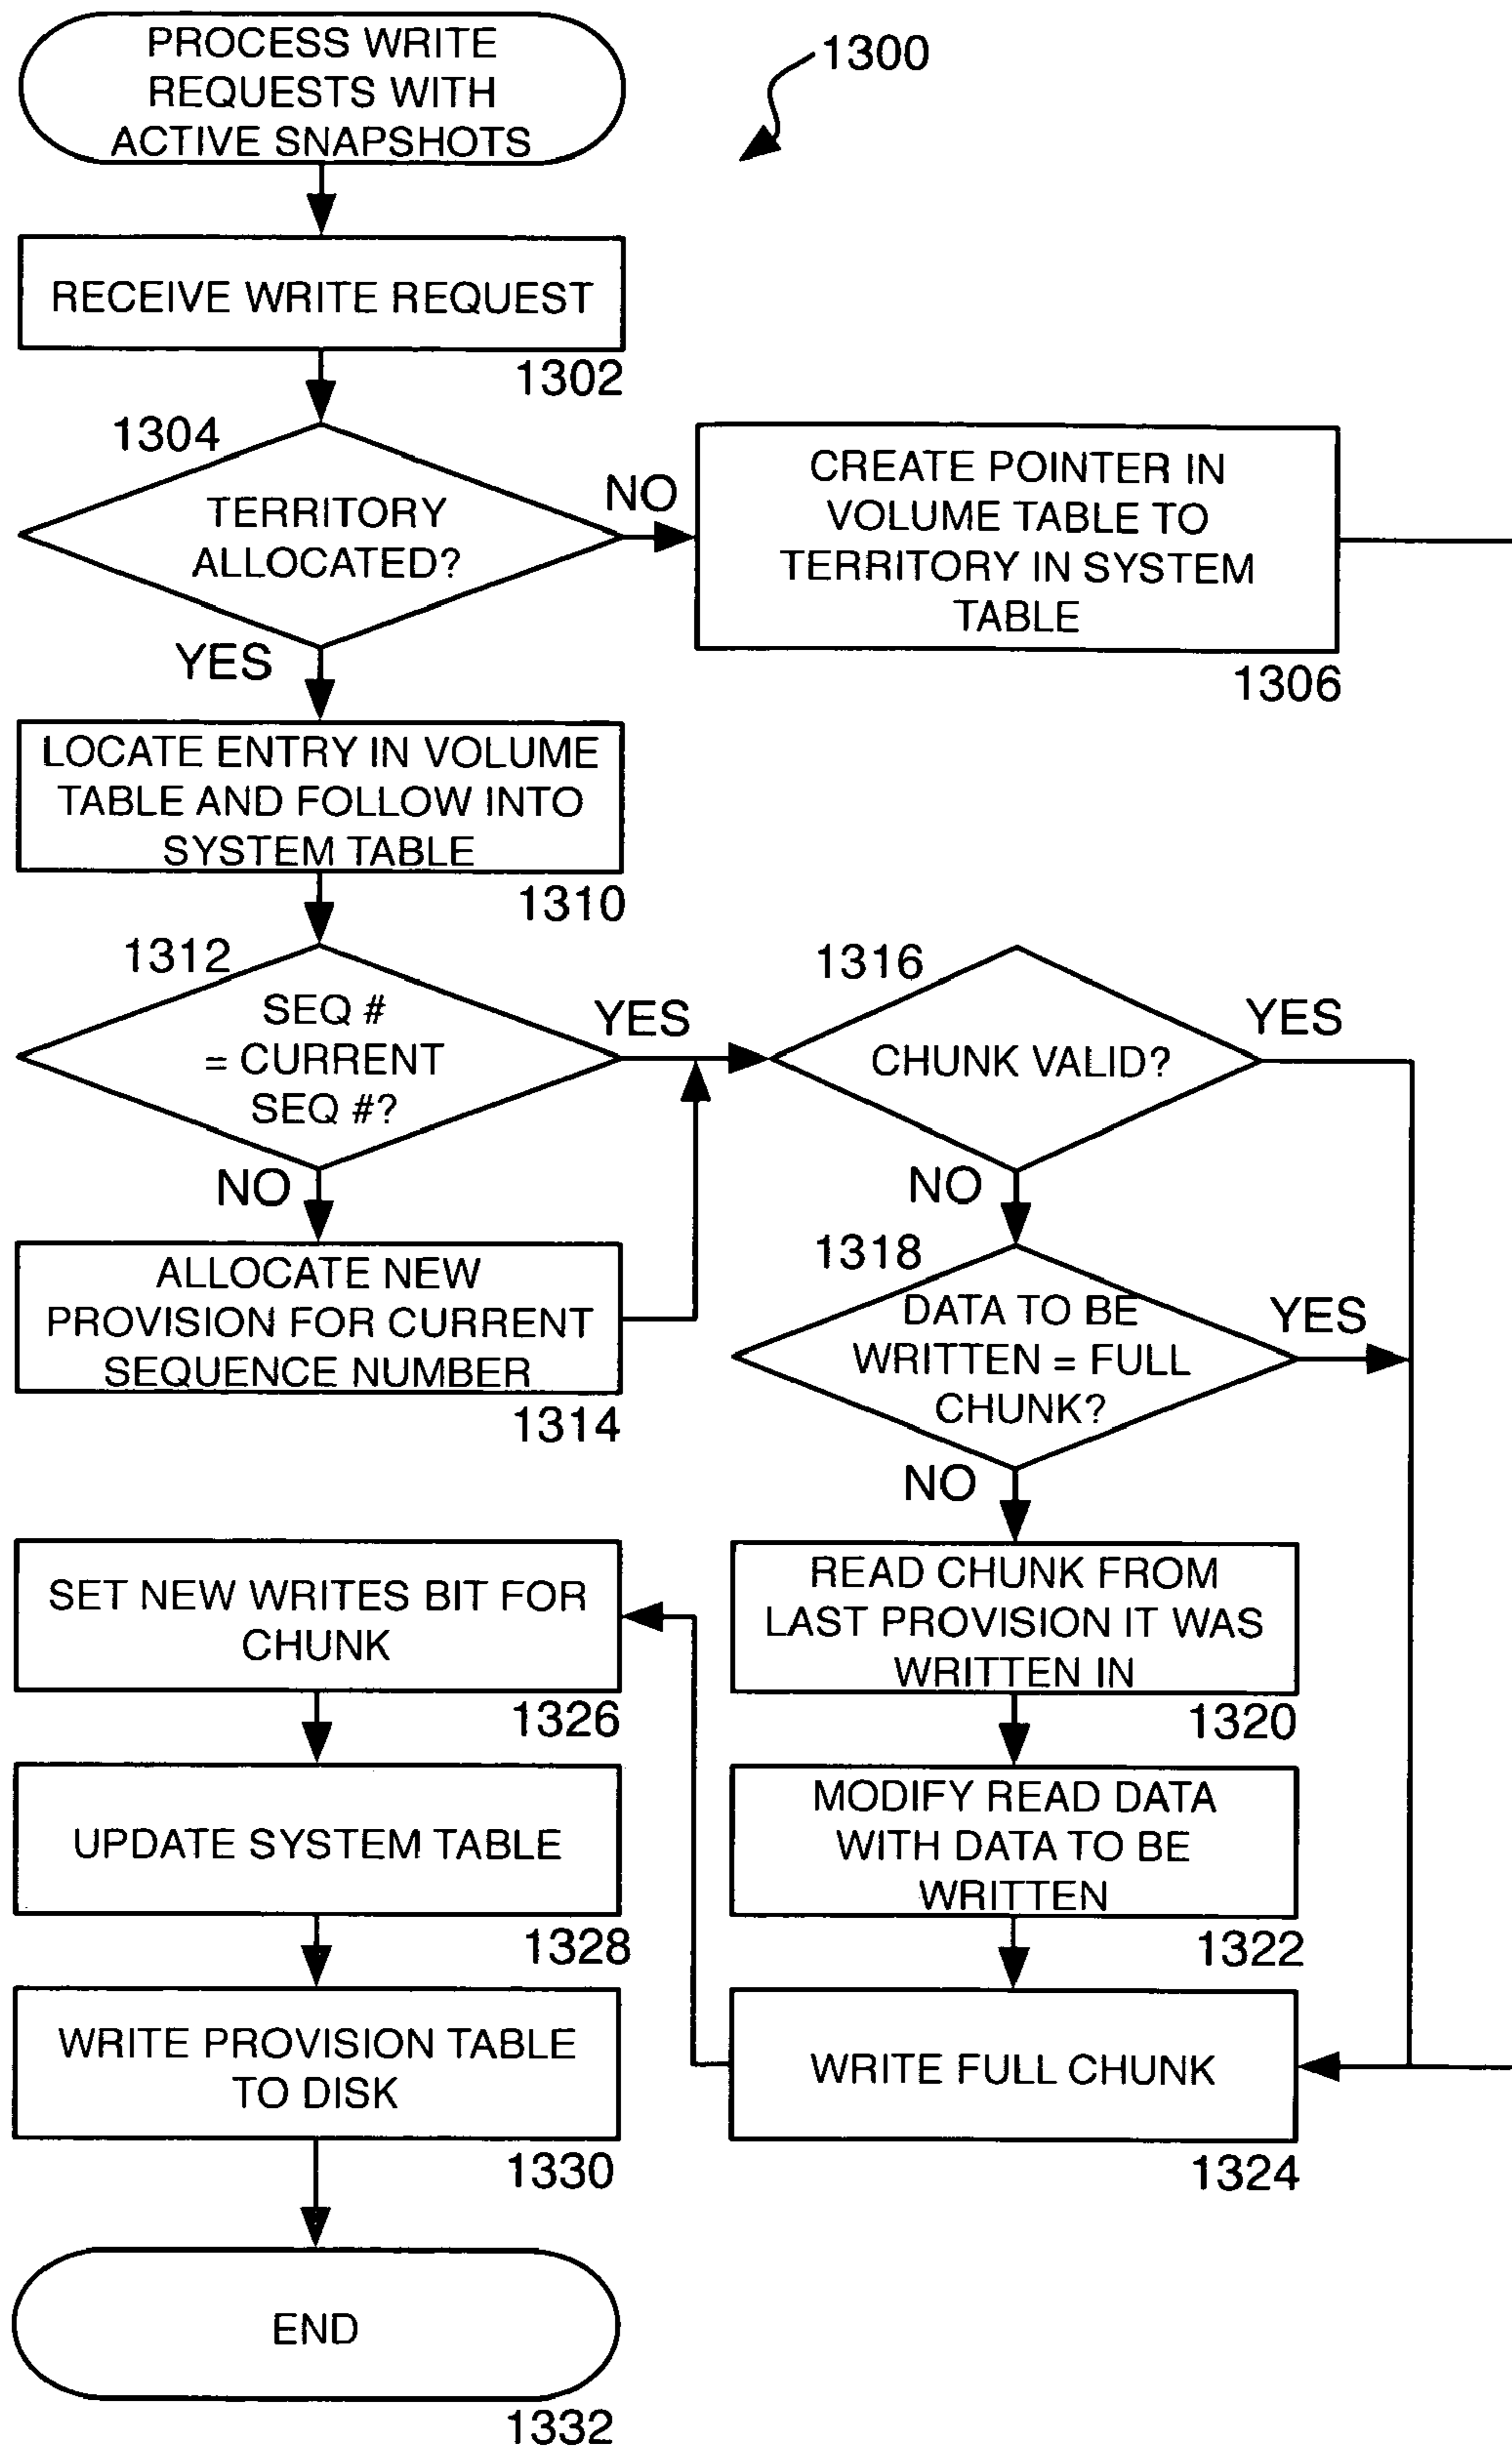 PROCESS WRITE
REQUESTS WITH
ACTIVE SNAPSHOTS
1300
RECEIVE WRITE REQUEST
1302
1304
TERRITORY
ALLOCATED?
NO
YES
CREATE POINTER IN
VOLUME TABLE TO
TERRITORY IN SYSTEM
TABLE
1306
LOCATE ENTRY IN VOLUME
TABLE AND FOLLOW INTO
SYSTEM TABLE
1310
1312
SEQ #
= CURRENT
SEQ #?
YES
NO
ALLOCATE NEW
PROVISION FOR CURRENT
SEQUENCE NUMBER
1314
1316
CHUNK VALID?
YES
NO
1318
DATA TO BE
WRITTEN = FULL
CHUNK?
YES
NO
READ CHUNK FROM
LAST PROVISION IT WAS
WRITTEN IN
1320
MODIFY READ DATA
WITH DATA TO BE
WRITTEN
1322
WRITE FULL CHUNK
1324
SET NEW WRITES BIT FOR
CHUNK
1326
UPDATE SYSTEM TABLE
1328
WRITE PROVISION TABLE
TO DISK
1330
END
1332